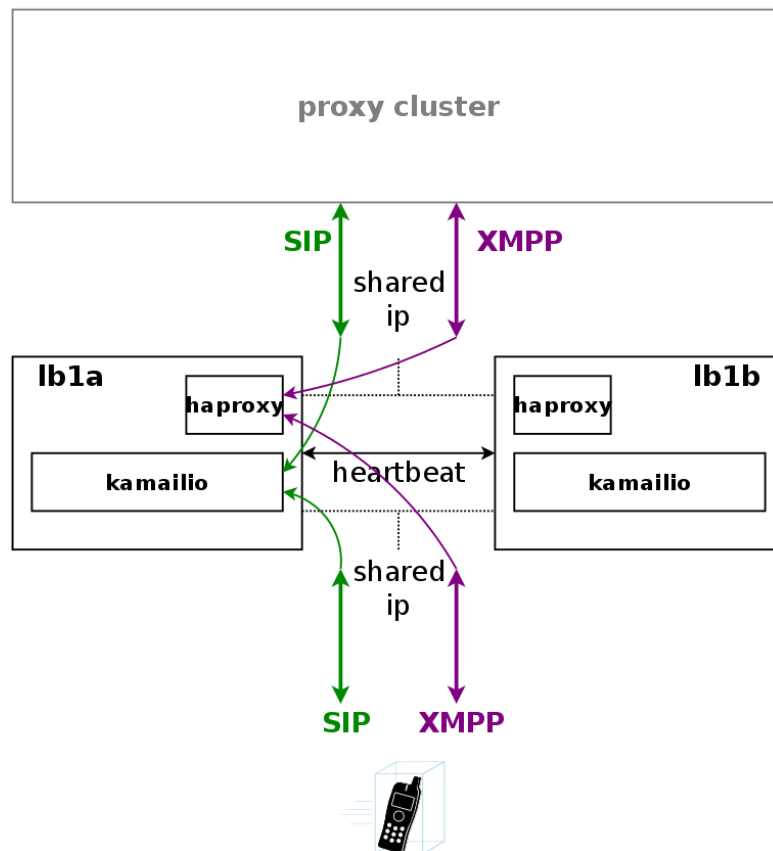 proxy cluster
SIP
XMPP
shared
ip
lb1a
lb1b
haproxy
haproxy
heartbeat
kamailio
kamailio
shared
ip
SIP
XMPP